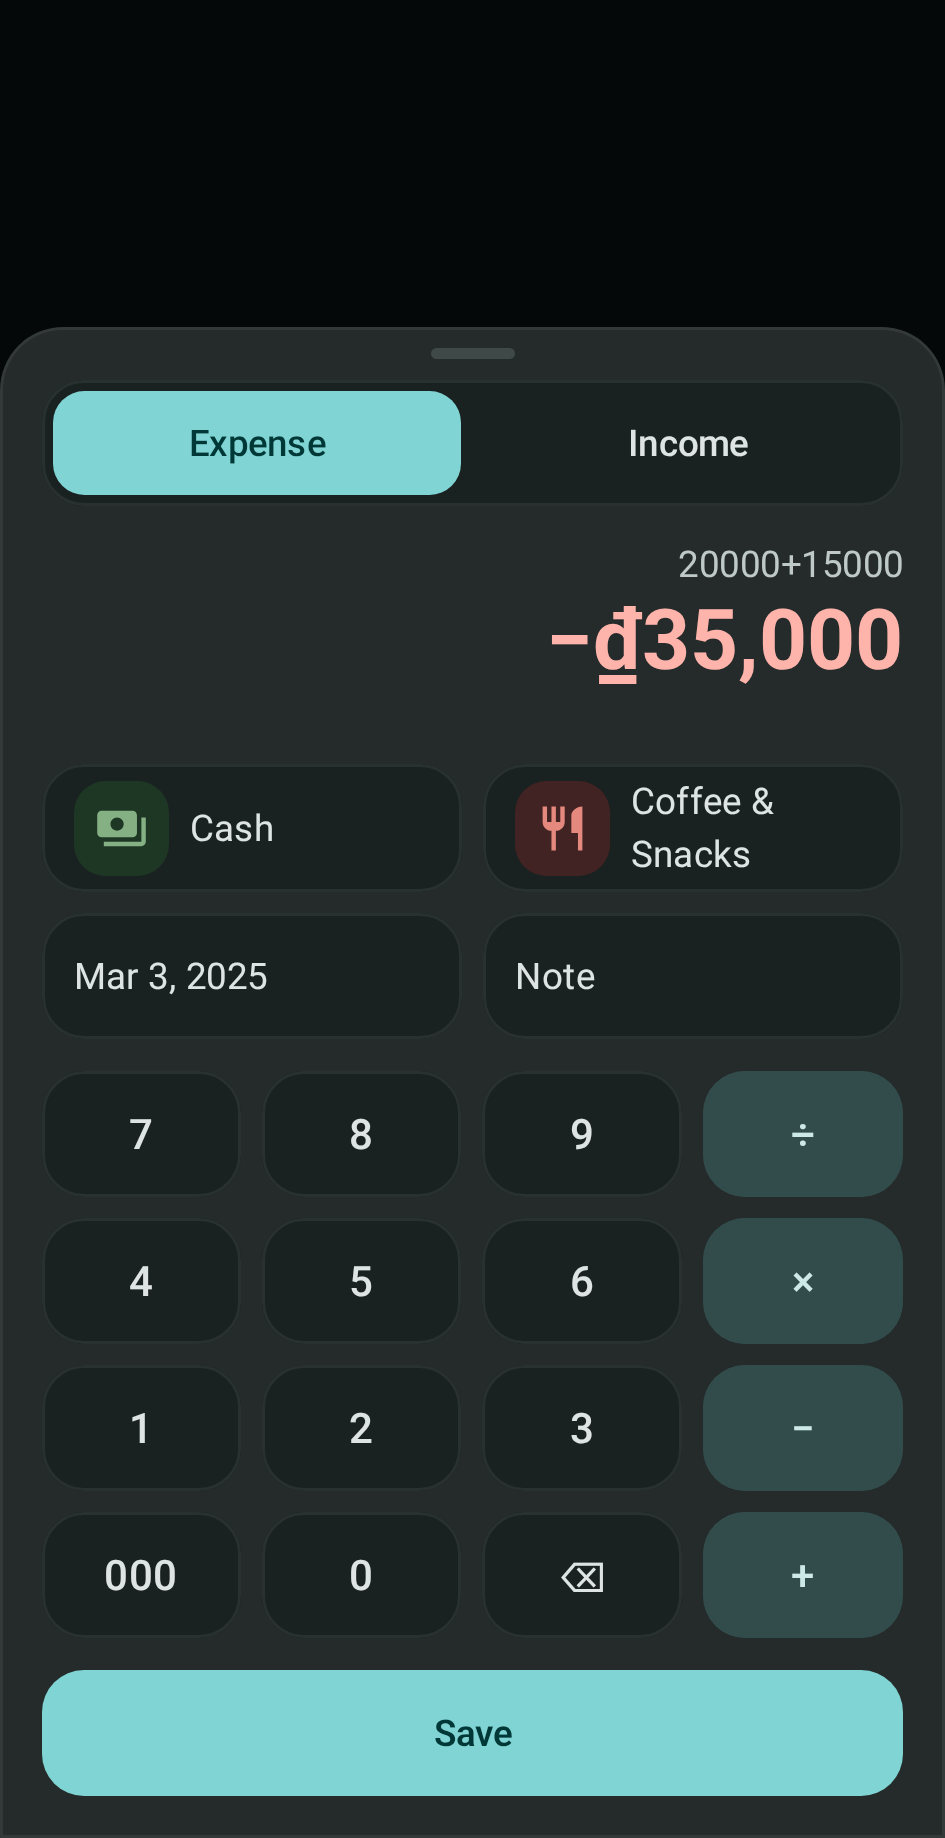 Expense
Income
20000+15000
−₫35,000
Cash
Coffee &
Snacks
Mar 3, 2025
Note
7
8
9
÷
4
5
6
×
1
2
3
−
000
0
+
Save